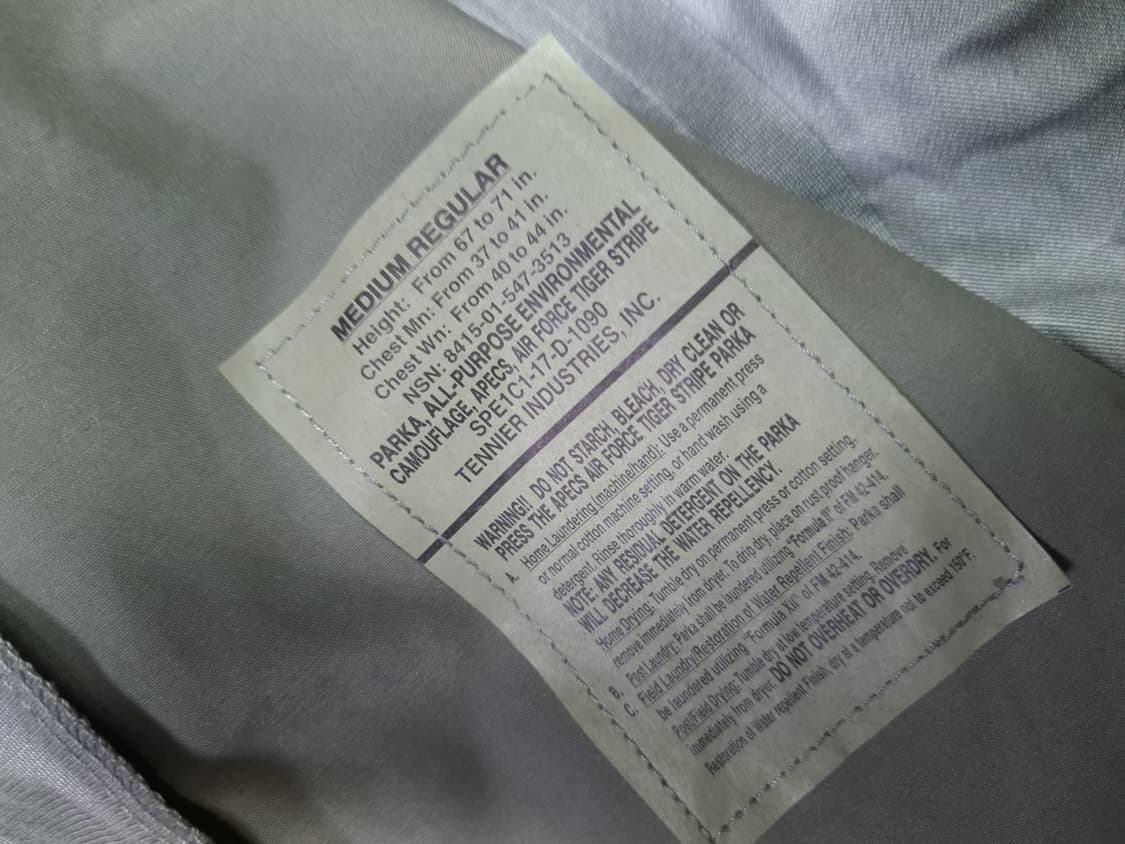 MEDIUM REGULAR
Height: From 67 to 71 in.
Chest Mn: From 37 to 41 in.
Chest Wn: From 40 to 44 in.
NSN: 8415-01-547-3513
PARKA, ALL-PURPOSE ENVIRONMENTAL
CAMOUFLAGE, APECS, AIR FORCE TIGER STRIPE
SPE1C1-17-D-1090
TENNIER INDUSTRIES, INC.
WARNING!! DO NOT STARCH, BLEACH, DRY CLEAN OR
PRESS THE APECS AIR FORCE TIGER STRIPE PARKA
A. Home Laundering (machine/hand): Use a permanent press
or normal cotton machine setting, or hand wash using a
detergent. Rinse thoroughly in warm water.
NOTE: ANY RESIDUAL DETERGENT ON THE PARKA
WILL DECREASE THE WATER REPELLENCY.
Home Drying: Tumble dry on permanent press or cotton setting,
remove immediately from dryer. To drip dry, place on rust proof hanger.
B. Post Laundry: Parka shall be laundered utilizing "Formula II" of FM 42-414.
C. Field Laundry/Restoration of Water Repellent Finish: Parka shall
be laundered utilizing "Formula XII" of FM 42-414.
Post/Field Drying: Tumble dry at low temperature setting. Remove
immediately from dryer. DO NOT OVERHEAT OR OVERDRY. For
Restoration of Water repellent Finish, dry at a temperature not to exceed 150°F.